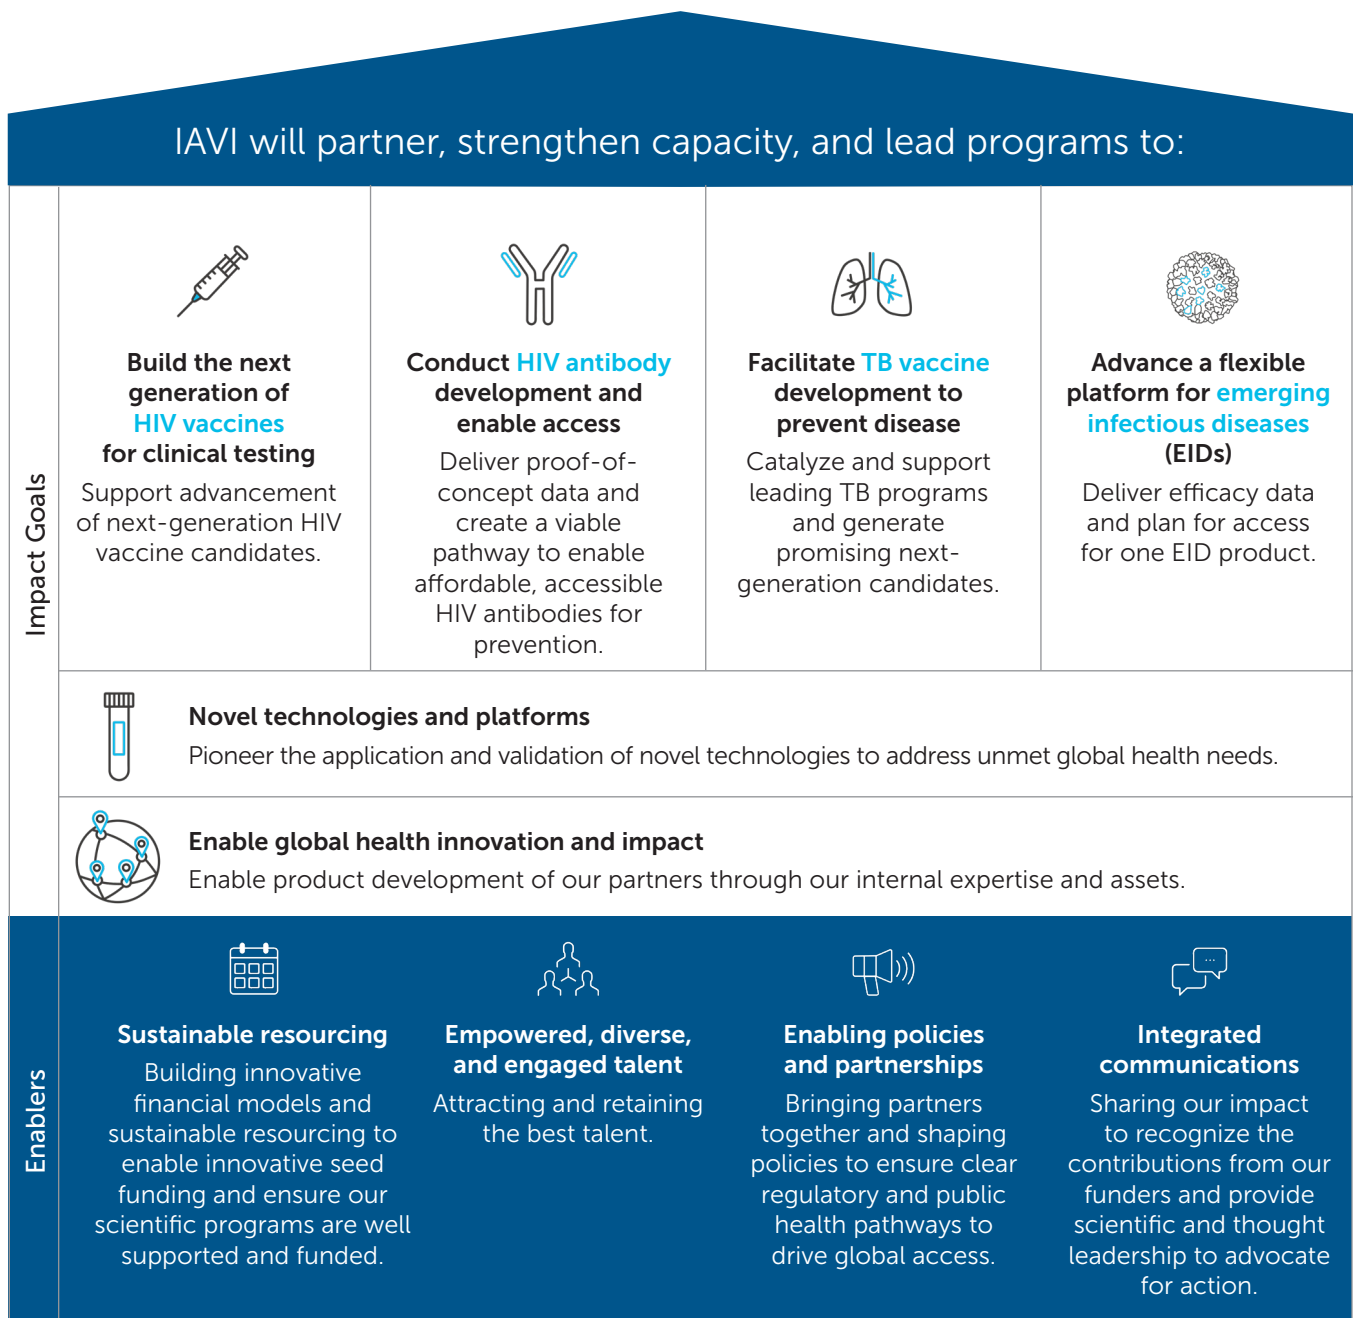 IAVI will partner, strengthen capacity, and lead programs to:
Impact Goals
Build the next
generation of
HIV vaccines
for clinical testing
Support advancement
of next-generation HIV
vaccine candidates.
Conduct HIV antibody
development and
enable access
Deliver proof-of-
concept data and
create a viable
pathway to enable
affordable, accessible
HIV antibodies for
prevention.
Facilitate TB vaccine
development to
prevent disease
Catalyze and support
leading TB programs
and generate
promising next-
generation candidates.
Advance a flexible
platform for emerging
infectious diseases
(EIDs)
Deliver efficacy data
and plan for access
for one EID product.
Novel technologies and platforms
Pioneer the application and validation of novel technologies to address unmet global health needs.
Enable global health innovation and impact
Enable product development of our partners through our internal expertise and assets.
Enablers
Sustainable resourcing
Building innovative
financial models and
sustainable resourcing to
enable innovative seed
funding and ensure our
scientific programs are well
supported and funded.
Empowered, diverse,
and engaged talent
Attracting and retaining
the best talent.
Enabling policies
and partnerships
Bringing partners
together and shaping
policies to ensure clear
regulatory and public
health pathways to
drive global access.
Integrated
communications
Sharing our impact
to recognize the
contributions from our
funders and provide
scientific and thought
leadership to advocate
for action.